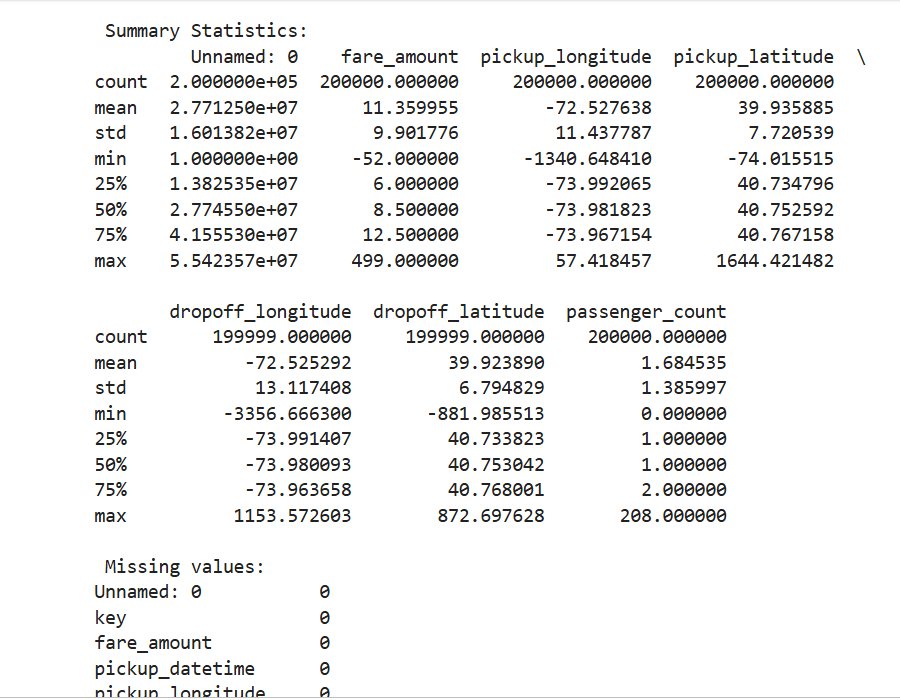 Summary Statistics:
Unnamed: 0 fare_amount pickup_longitude pickup_latitude \
count 2.000000e+05 200000.000000 200000.000000 200000.000000
mean 2.771250e+07 11.359955 -72.527638 39.935885
std 1.601382e+07 9.901776 11.437787 7.720539
min 1.000000e+00 -52.000000 -1340.648410 -74.015515
25% 1.382535e+07 6.000000 -73.992065 40.734796
50% 2.774550e+07 8.500000 -73.981823 40.752592
75% 4.155530e+07 12.500000 -73.967154 40.767158
max 5.542357e+07 499.000000 57.418457 1644.421482
dropoff_longitude dropoff_latitude passenger_count
count 199999.000000 199999.000000 200000.000000
mean -72.525292 39.923890 1.684535
std 13.117408 6.794829 1.385997
min -3356.666300 -881.985513 0.000000
25% -73.991407 40.733823 1.000000
50% -73.980093 40.753042 1.000000
75% -73.963658 40.768001 2.000000
max 1153.572603 872.697628 208.000000
Missing values:
Unnamed: 0 0
key 0
fare_amount 0
pickup_datetime 0
pickup_longitude 0